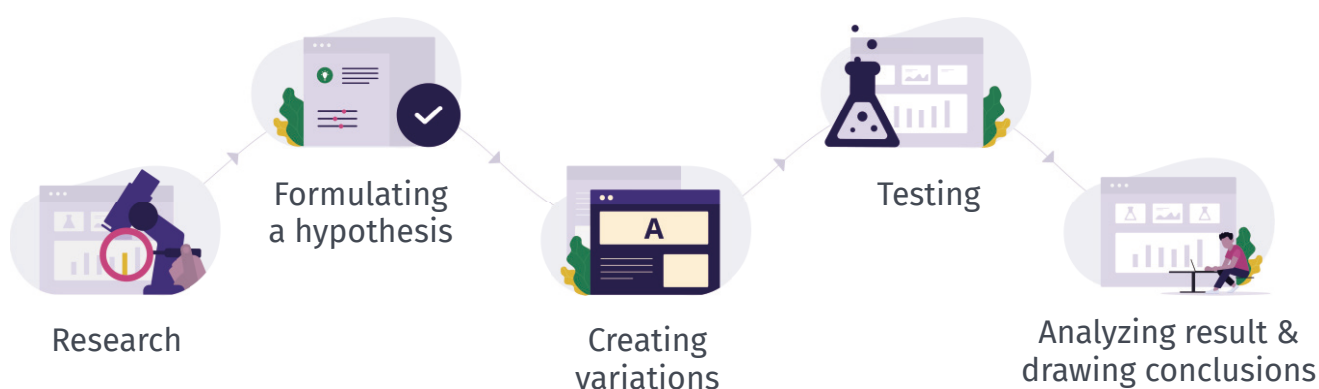 Research
Formulating
a hypothesis
A
Creating
variations
Testing
Analyzing result &
drawing conclusions